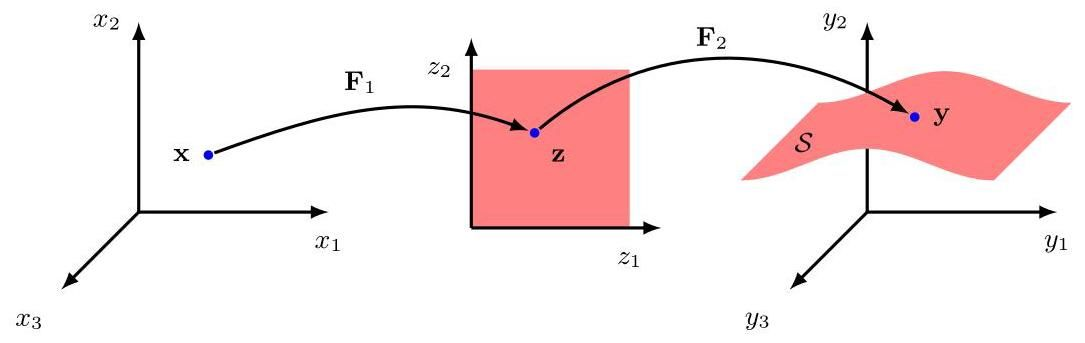 x₂
F₁
x
x₁
x₃
z₂
z
z₁
F₂
y₂
y
𝒮
y₁
y₃